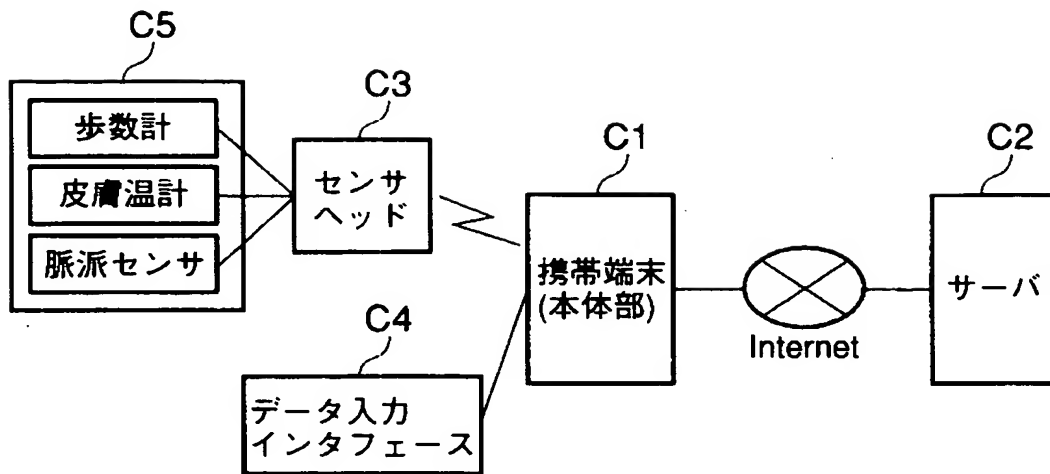 C5
歩数計
皮膚温計
脈派センサ
C3
センサ
ヘッド
C1
携帯端末
(本体部)
C4
データ入力
インタフェース
Internet
C2
サーバ